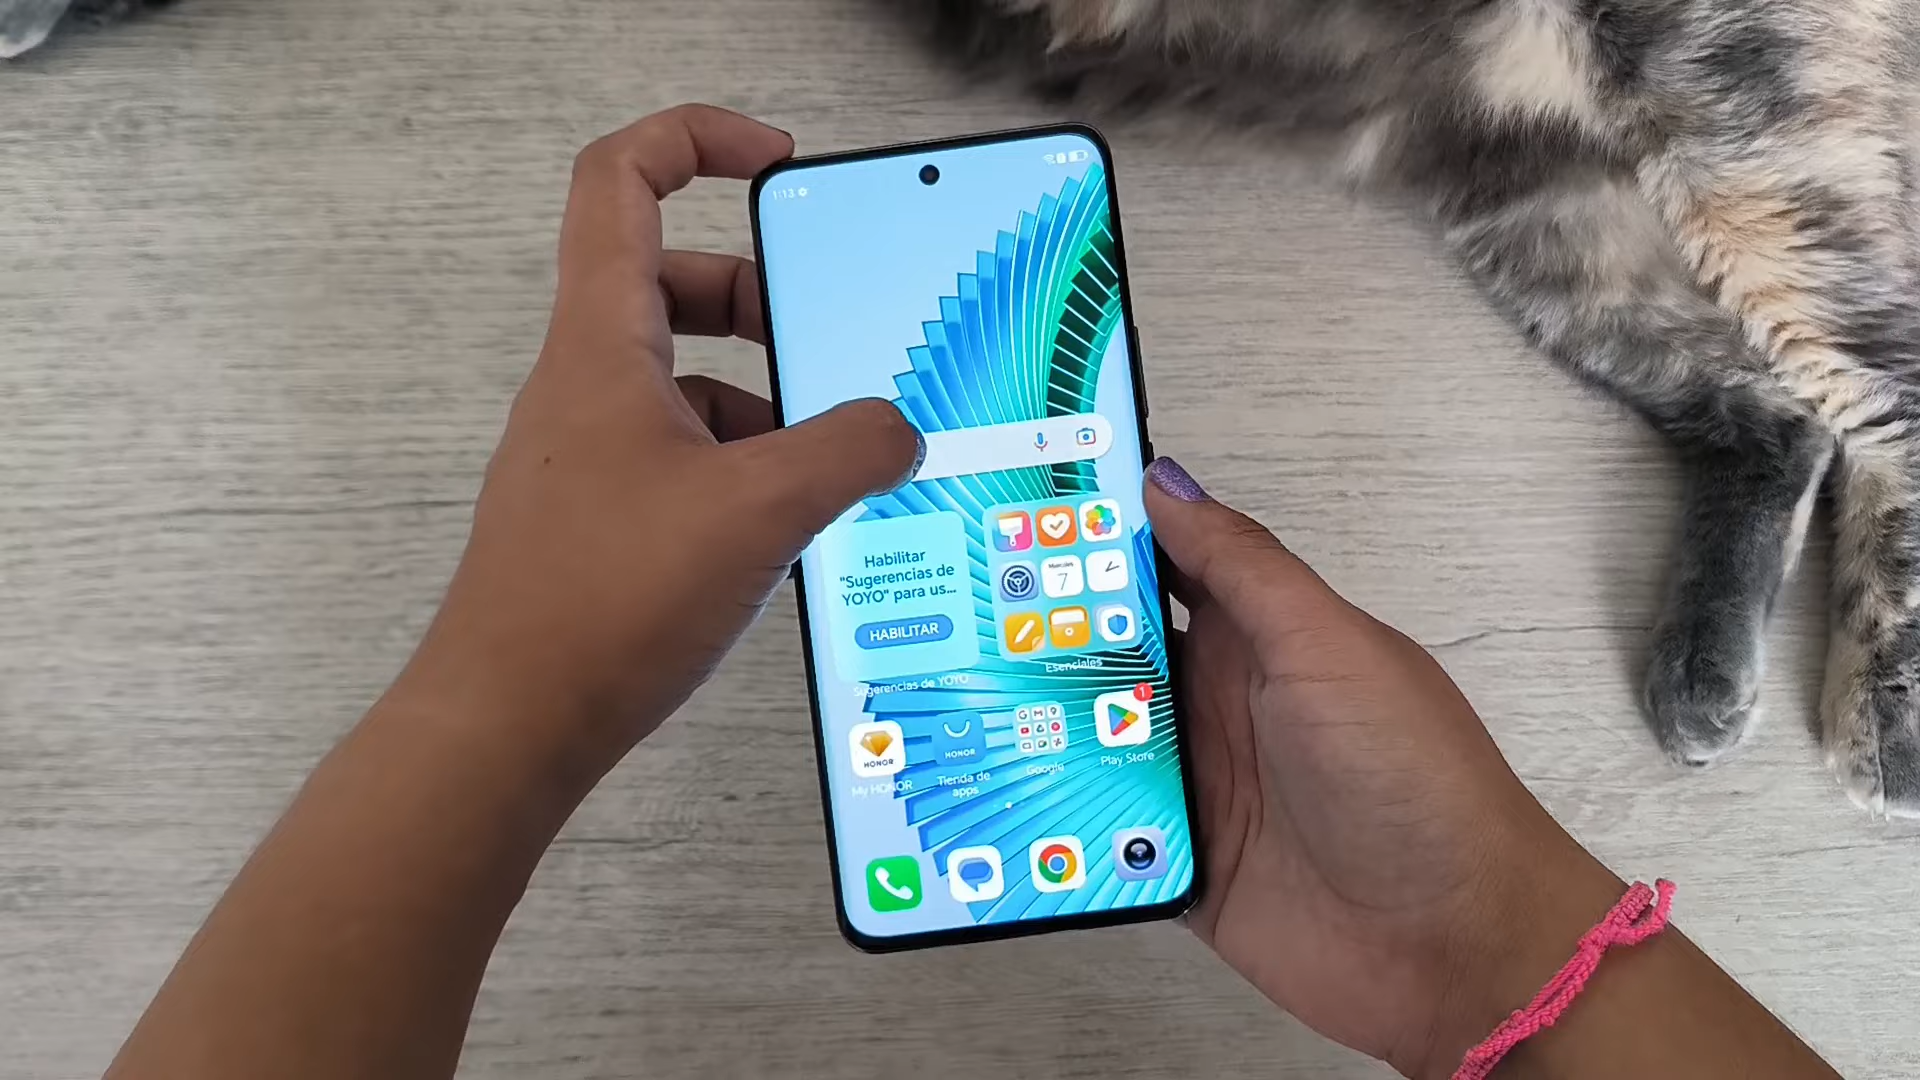 1:13
Habilitar
"Sugerencias de
YOYO" para us...
HABILITAR
Sugerencias de YOYO
Miércoles
7
Esenciales
1
HONOR
My HONOR
HONOR
Tienda de
apps
Google
Play Store